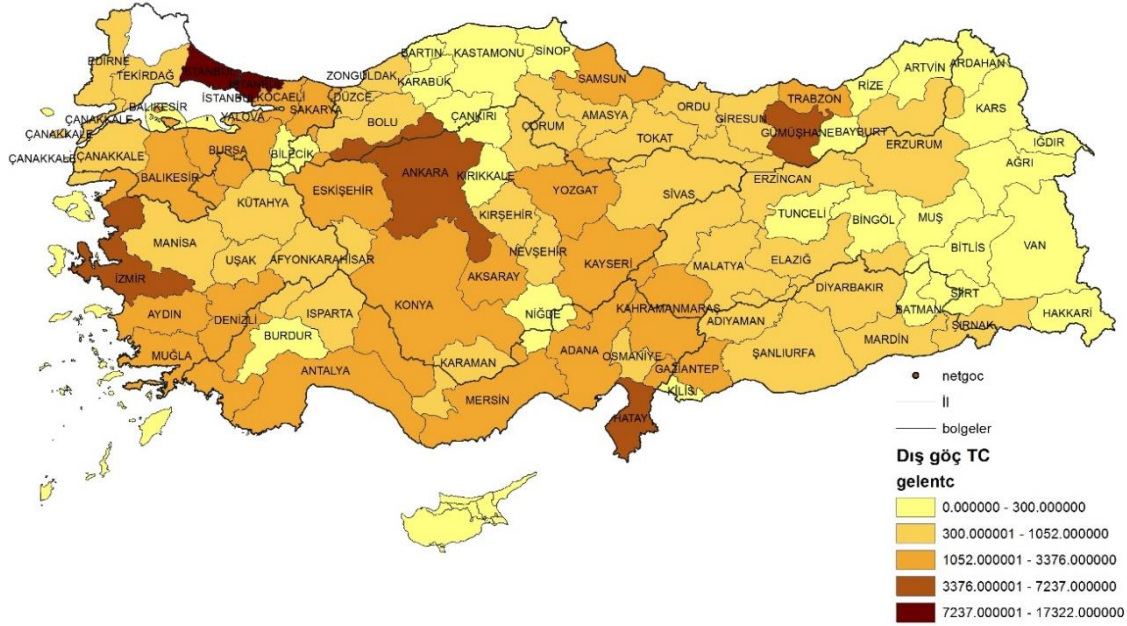 BARTIN
KASTAMONU
SİNOP
EDİRNE
TEKİRDAĞ
İSTANBUL
İSTANBUL
ZONGULDAK
KARABÜK
SAMSUN
ARTVİN
ARDAHAN
RİZE
TRABZON
KARS
BALIKESİR
İSTANBUL
KOCAELİ
DÜZCE
SAKARYA
YALOVA
BOLU
ÇANKIRI
ÇORUM
AMASYA
ORDU
GİRESUN
GÜMÜŞHANE
BAYBURT
ÇANAKKALE
ÇANAKKALE
ÇANAKKALE
ÇANAKKALE
BURSA
BİLECİK
TOKAT
ERZURUM
IĞDIR
AĞRI
BALIKESİR
ESKİŞEHİR
ANKARA
KIRIKKALE
YOZGAT
SİVAS
ERZİNCAN
KÜTAHYA
KIRŞEHİR
TUNCELİ
BİNGÖL
MUŞ
BİTLİS
VAN
MANİSA
UŞAK
AFYONKARAHİSAR
NEVŞEHİR
KAYSERİ
MALATYA
ELAZIĞ
İZMİR
AKSARAY
DİYARBAKIR
SİİRT
BATMAN
HAKKARİ
AYDIN
DENİZLİ
ISPARTA
KONYA
NİĞDE
KAHRAMANMARAŞ
ADIYAMAN
ŞIRNAK
MARDİN
BURDUR
MUĞLA
ANTALYA
KARAMAN
ADANA
OSMANİYE
GAZİANTEP
ŞANLIURFA
MERSİN
KİLİS
HATAY
netgoc
İl
bolgeler
Dış göç TC
gelentc
0.000000 - 300.000000
300.000001 - 1052.000000
1052.000001 - 3376.000000
3376.000001 - 7237.000000
7237.000001 - 17322.000000